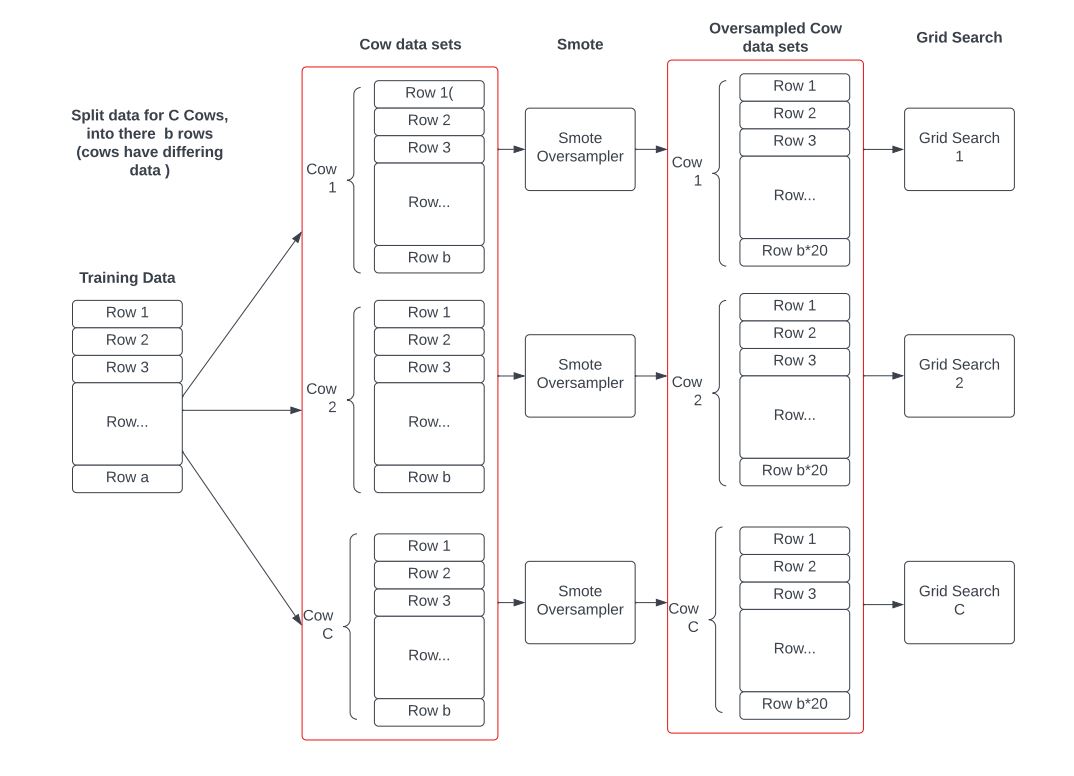 Cow data sets
Smote
Oversampled Cow
data sets
Grid Search
Split data for C Cows,
into there b rows
(cows have differing
data )
Training Data
Row 1
Row 2
Row 3
Row...
Row a
Cow
1
Row 1(
Row 2
Row 3
Row...
Row b
Cow
2
Row 1
Row 2
Row 3
Row...
Row b
Cow
C
Row 1
Row 2
Row 3
Row...
Row b
Smote
Oversampler
Smote
Oversampler
Smote
Oversampler
Cow
1
Row 1
Row 2
Row 3
Row...
Row b*20
Cow
2
Row 1
Row 2
Row 3
Row...
Row b*20
Cow
C
Row 1
Row 2
Row 3
Row...
Row b*20
Grid Search
1
Grid Search
2
Grid Search
C